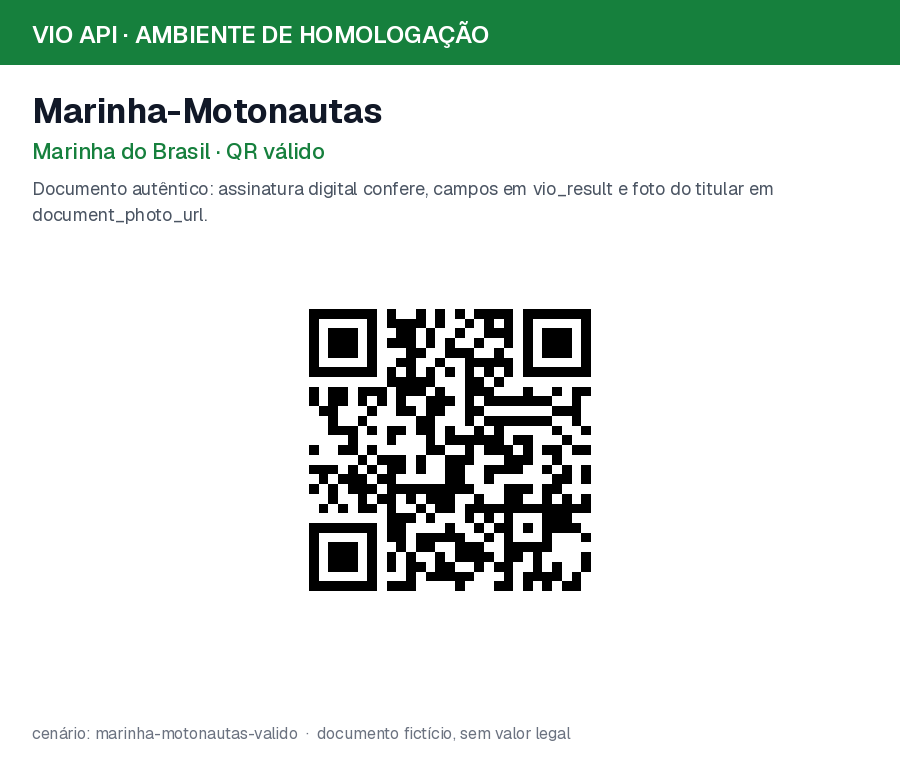 VIO API · AMBIENTE DE HOMOLOGAÇÃO
Marinha-Motonautas
Marinha do Brasil · QR válido
Documento autêntico: assinatura digital confere, campos em vio_result e foto do titular em
document_photo_url.
cenário: marinha-motonautas-valido · documento fictício, sem valor legal